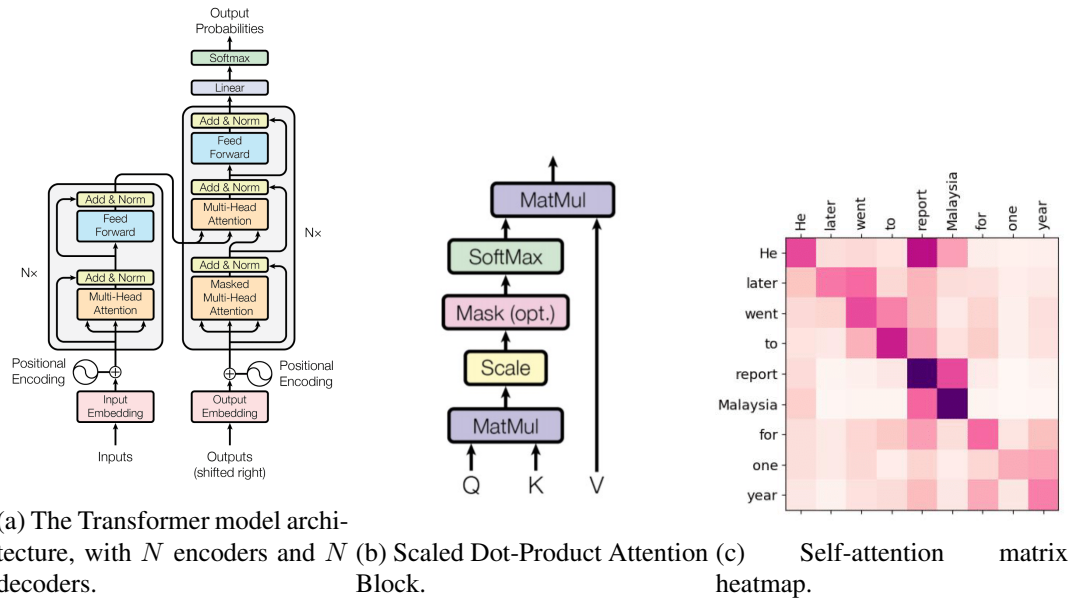 Output
Probabilities
Softmax
Linear
Add & Norm
Feed
Forward
Add & Norm
Multi-Head
Attention
N×
Add & Norm
Masked
Multi-Head
Attention
Add & Norm
Feed
Forward
N×
Add & Norm
Multi-Head
Attention
Positional
Encoding
Positional
Encoding
Input
Embedding
Output
Embedding
Inputs
Outputs
(shifted right)
(a) The Transformer model archi-
tecture, with N encoders and N
decoders.
MatMul
SoftMax
Mask (opt.)
Scale
MatMul
Q K V
(b) Scaled Dot-Product Attention
Block.
He later went to report Malaysia for one year
He
later
went
to
report
Malaysia
for
one
year
(c) Self-attention matrix
heatmap.